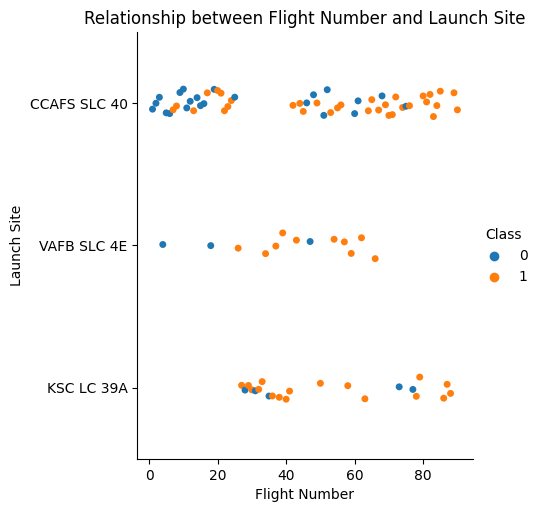 Relationship between Flight Number and Launch Site
CCAFS SLC 40
VAFB SLC 4E
KSC LC 39A
Launch Site
0 20 40 60 80
Flight Number
Class
0
1